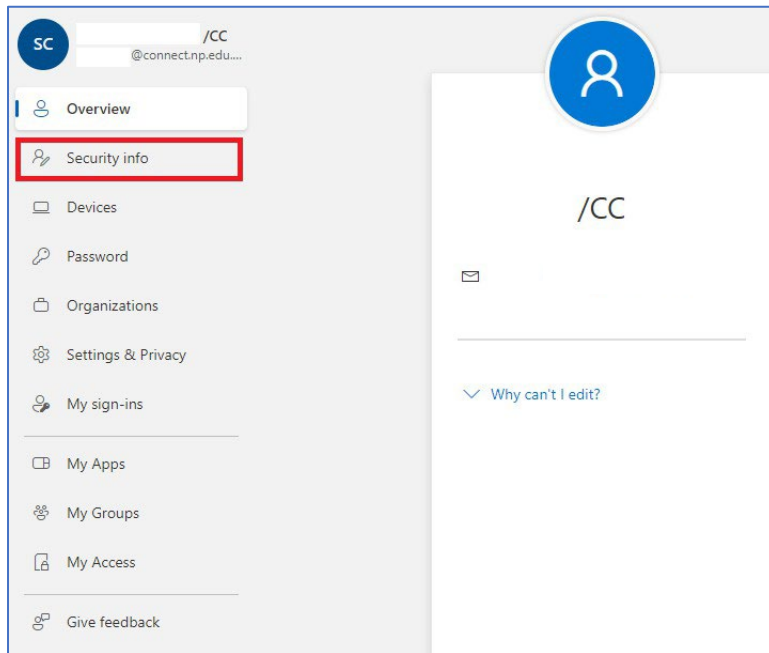 SC
/CC
@connect.np.edu....
Overview
Security info
Devices
Password
Organizations
Settings & Privacy
My sign-ins
My Apps
My Groups
My Access
Give feedback
/CC
Why can't I edit?